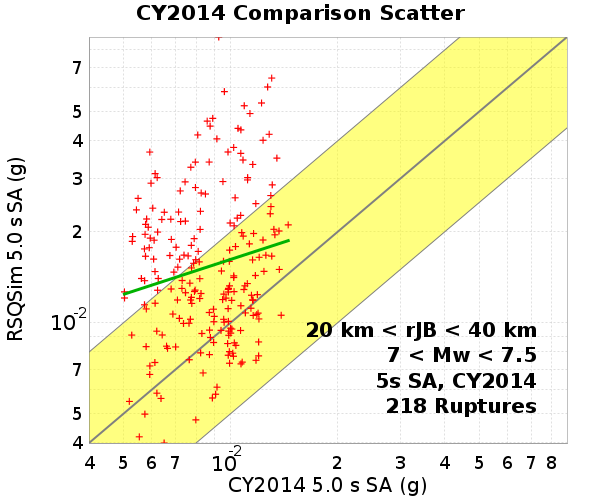 CY2014 Comparison Scatter
RSQSim 5.0 s SA (g)
7
5
4
3
2
10-2
7
5
4
20 km < rJB < 40 km
7 < Mw < 7.5
5s SA, CY2014
218 Ruptures
4 5 6 7 10-2 2 3 4 5 6 7 8
CY2014 5.0 s SA (g)